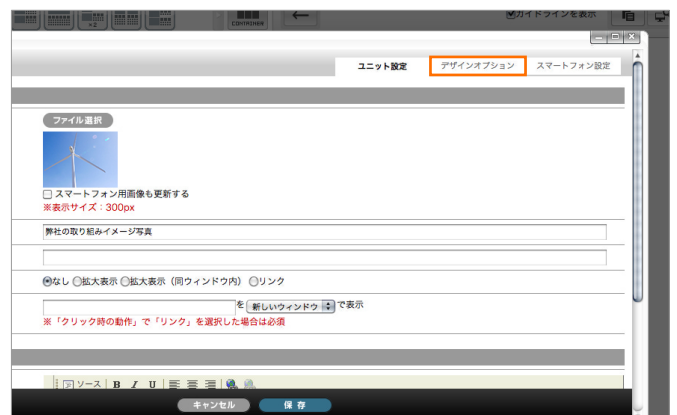 ×2
CONTAINER
ガイドラインを表示
ユニット設定 デザインオプション スマートフォン設定
ファイル選択
スマートフォン用画像も更新する
※表示サイズ：300px
弊社の取り組みイメージ写真
なし 拡大表示 拡大表示（同ウィンドウ内） リンク
を 新しいウィンドウ で表示
※「クリック時の動作」で「リンク」を選択した場合は必須
ソース B I U
キャンセル 保存